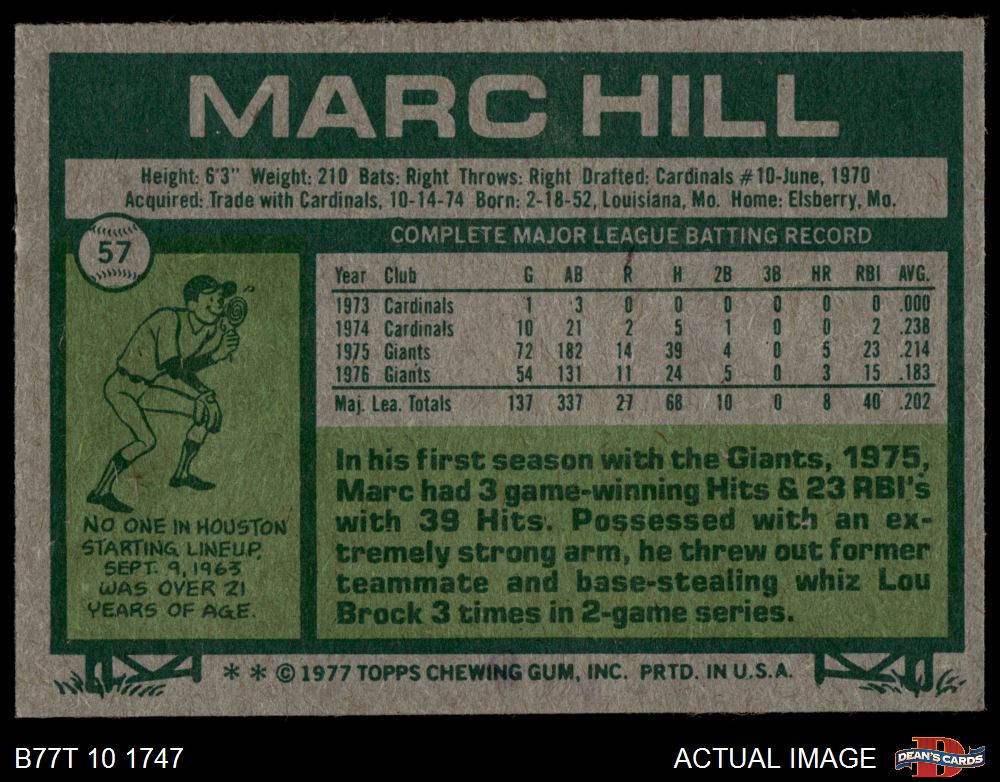 MARC HILL
Height: 6'3" Weight: 210 Bats: Right Throws: Right Drafted: Cardinals #10-June, 1970
Acquired: Trade with Cardinals, 10-14-74 Born: 2-18-52, Louisiana, Mo. Home: Elsberry, Mo.
57
COMPLETE MAJOR LEAGUE BATTING RECORD
Year Club G AB R H 2B 3B HR RBI AVG.
1973 Cardinals 1 3 0 0 0 0 0 0 .000
1974 Cardinals 10 21 2 5 1 0 0 2 .238
1975 Giants 72 182 14 39 4 0 5 23 .214
1976 Giants 54 131 11 24 5 0 3 15 .183
Maj. Lea. Totals 137 337 27 68 10 0 8 40 .202
NO ONE IN HOUSTON
STARTING LINEUP,
SEPT. 9, 1963
WAS OVER 21
YEARS OF AGE.
In his first season with the Giants, 1975,
Marc had 3 game-winning Hits & 23 RBI's
with 39 Hits. Possessed with an ex-
tremely strong arm, he threw out former
teammate and base-stealing whiz Lou
Brock 3 times in 2-game series.
* * © 1977 TOPPS CHEWING GUM, INC. PRTD. IN U.S.A.
B77T 10 1747
ACTUAL IMAGE
D
DEAN'S CARDS